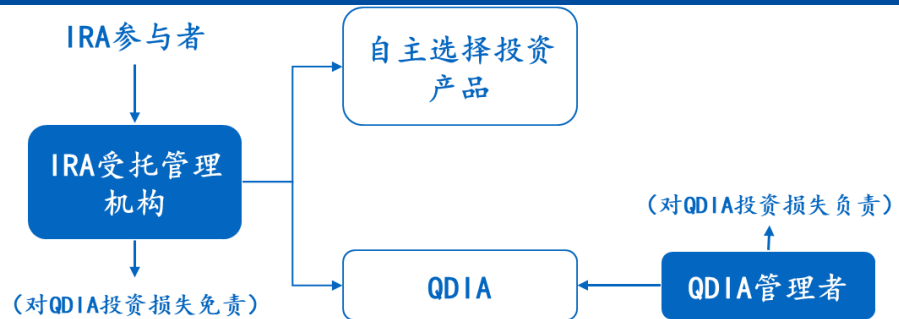 IRA参与者
自主选择投资
产品
IRA受托管理
机构
（对QDIA投资损失负责）
QDIA
QDIA管理者
（对QDIA投资损失免责）